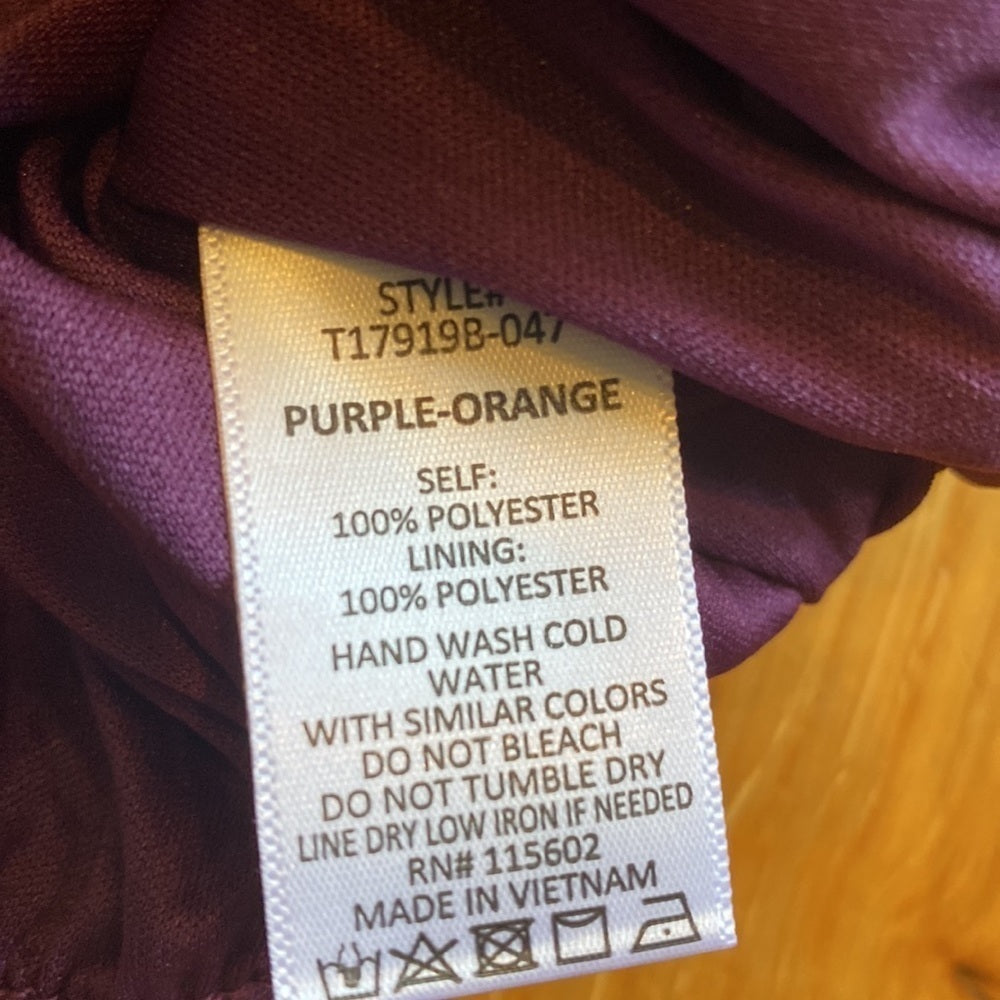 STYLE#
T17919B-047
PURPLE-ORANGE
SELF:
100% POLYESTER
LINING:
100% POLYESTER
HAND WASH COLD
WATER
WITH SIMILAR COLORS
DO NOT BLEACH
DO NOT TUMBLE DRY
LINE DRY LOW IRON IF NEEDED
RN# 115602
MADE IN VIETNAM